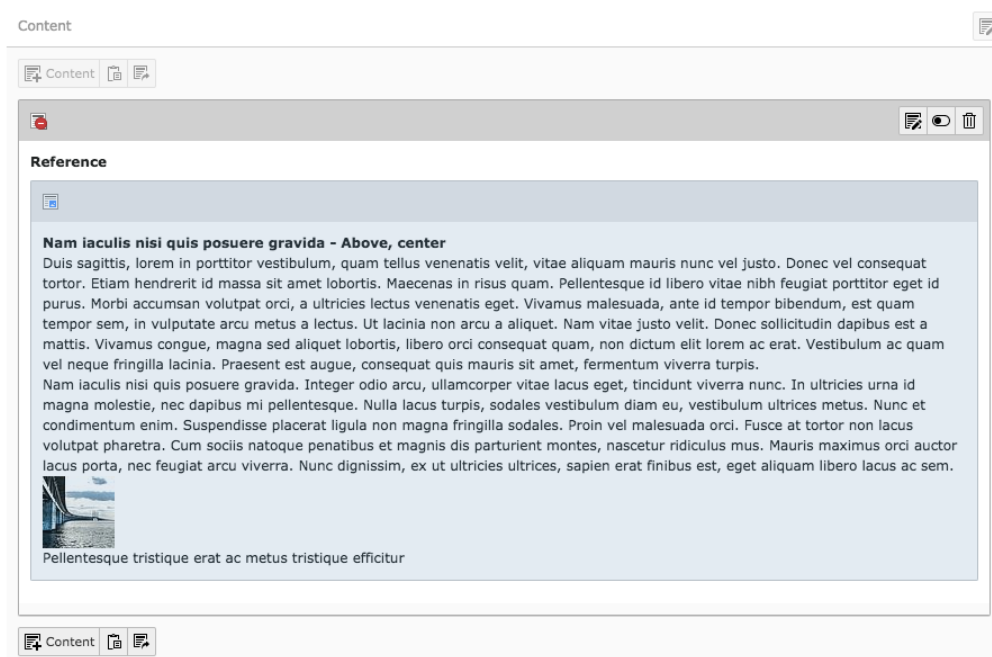 Content
Content
Reference
Nam iaculis nisi quis posuere gravida - Above, center
Duis sagittis, lorem in porttitor vestibulum, quam tellus venenatis velit, vitae aliquam mauris nunc vel justo. Donec vel consequat
tortor. Etiam hendrerit id massa sit amet lobortis. Maecenas in risus quam. Pellentesque id libero vitae nibh feugiat porttitor eget id
purus. Morbi accumsan volutpat orci, a ultricies lectus venenatis eget. Vivamus malesuada, ante id tempor bibendum, est quam
tempor sem, in vulputate arcu metus a lectus. Ut lacinia non arcu a aliquet. Nam vitae justo velit. Donec sollicitudin dapibus est a
mattis. Vivamus congue, magna sed aliquet lobortis, libero orci consequat quam, non dictum elit lorem ac erat. Vestibulum ac quam
vel neque fringilla lacinia. Praesent est augue, consequat quis mauris sit amet, fermentum viverra turpis.
Nam iaculis nisi quis posuere gravida. Integer odio arcu, ullamcorper vitae lacus eget, tincidunt viverra nunc. In ultricies urna id
magna molestie, nec dapibus mi pellentesque. Nulla lacus turpis, sodales vestibulum diam eu, vestibulum ultrices metus. Nunc et
condimentum enim. Suspendisse placerat ligula non magna fringilla sodales. Proin vel malesuada orci. Fusce at tortor non lacus
volutpat pharetra. Cum sociis natoque penatibus et magnis dis parturient montes, nascetur ridiculus mus. Mauris maximus orci auctor
lacus porta, nec feugiat arcu viverra. Nunc dignissim, ex ut ultricies ultrices, sapien erat finibus est, eget aliquam libero lacus ac sem.
Pellentesque tristique erat ac metus tristique efficitur
Content